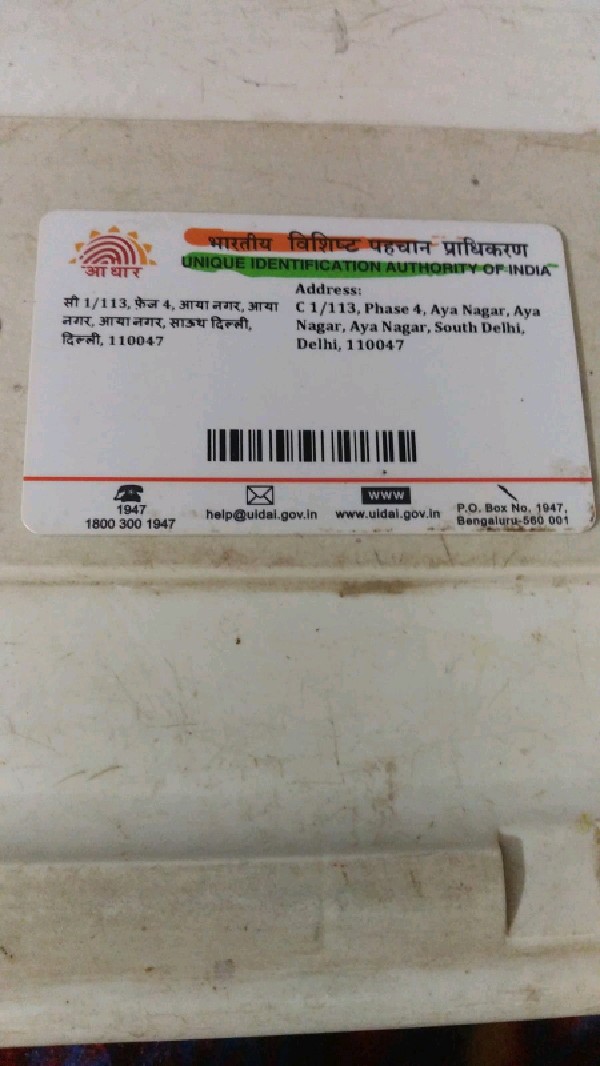 भारतीय विशिष्ट पहचान प्राधिकरण
UNIQUE IDENTIFICATION AUTHORITY OF INDIA
आधार
सी 1/113, फ़ेज 4, आया नगर, आया
नगर, आया नगर, साऊथ दिल्ली,
दिल्ली, 110047
Address:
C 1/113, Phase 4, Aya Nagar, Aya
Nagar, Aya Nagar, South Delhi,
Delhi, 110047
1947
1800 300 1947
help@uidai.gov.in
www
www.uidai.gov.in
P.O. Box No. 1947,
Bengaluru-560 001